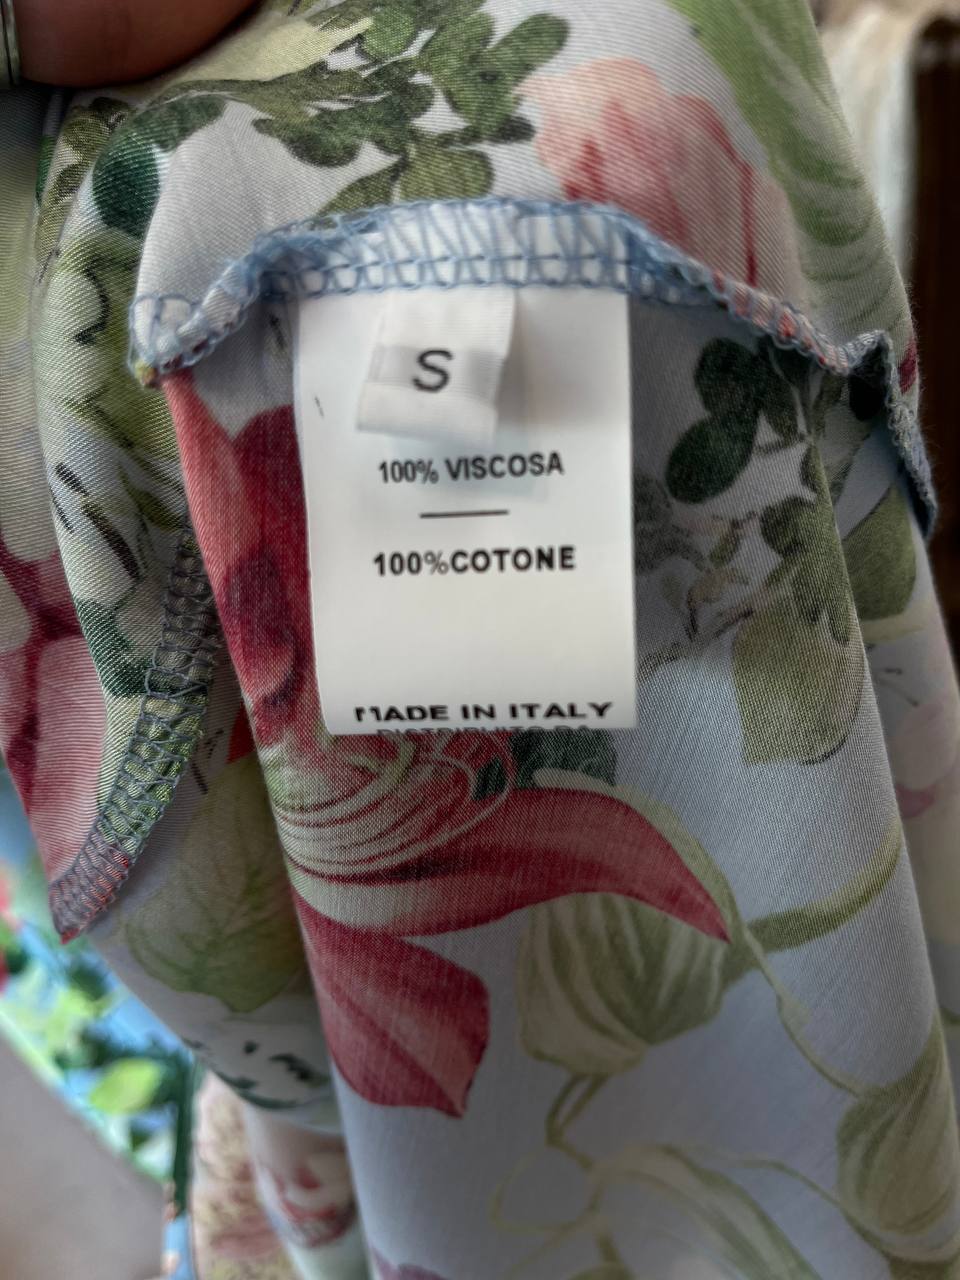 S
100% VISCOSA
100%COTONE
MADE IN ITALY